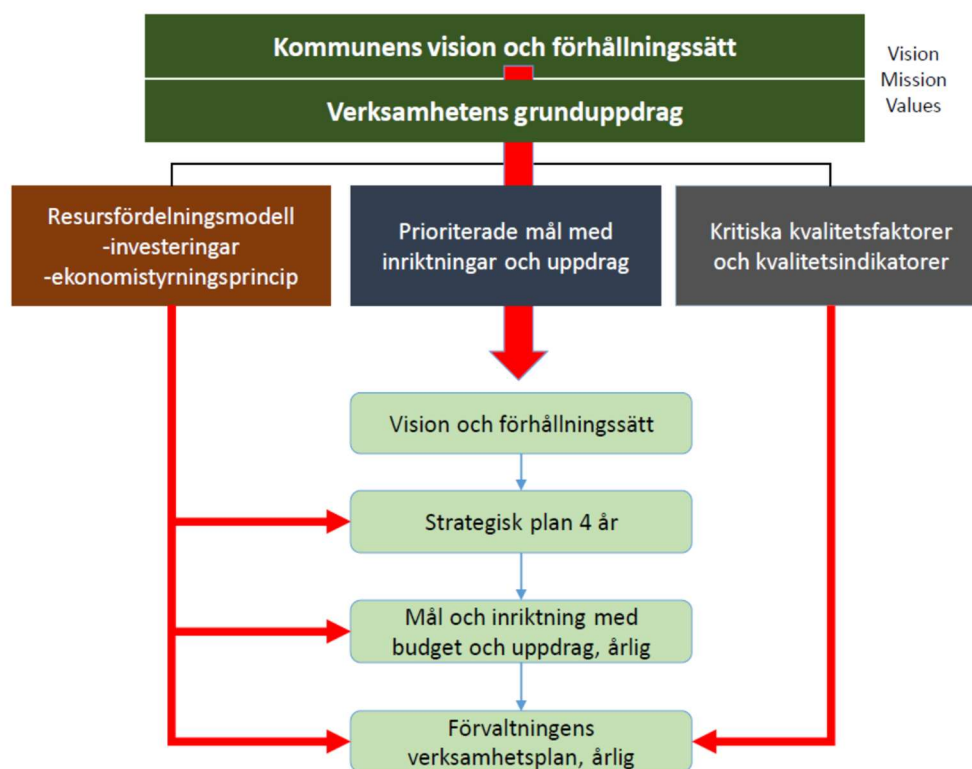 Kommunens vision och förhållningssätt
Verksamhetens grunduppdrag
Vision
Mission
Values
Resursfördelningsmodell
-investeringar
-ekonomistyrningsprincip
Prioriterade mål med
inriktningar och uppdrag
Kritiska kvalitetsfaktorer
och kvalitetsindikatorer
Vision och förhållningssätt
Strategisk plan 4 år
Mål och inriktning med
budget och uppdrag, årlig
Förvaltningens
verksamhetsplan, årlig